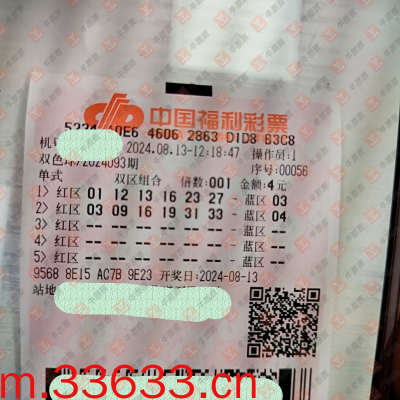 中国福利彩票
4606 2863 D1D8 B3C8
机号 2024.08.13-12:18:47 操作员:1
双色球/2024093期 序号:00056
单式 双区组合 倍数:001 金额:4元
1> 红区 01 12 13 16 23 27 - 蓝区 03
2> 红区 03 09 16 19 31 33 - 蓝区 04
3> 红区 -- -- -- -- -- -- - 蓝区 --
4> 红区 -- -- -- -- -- -- - 蓝区 --
5> 红区 -- -- -- -- -- -- - 蓝区 --
9568 8E15 AC7B 9E23 开奖日:2024-08-13
站地
m.33633.cn